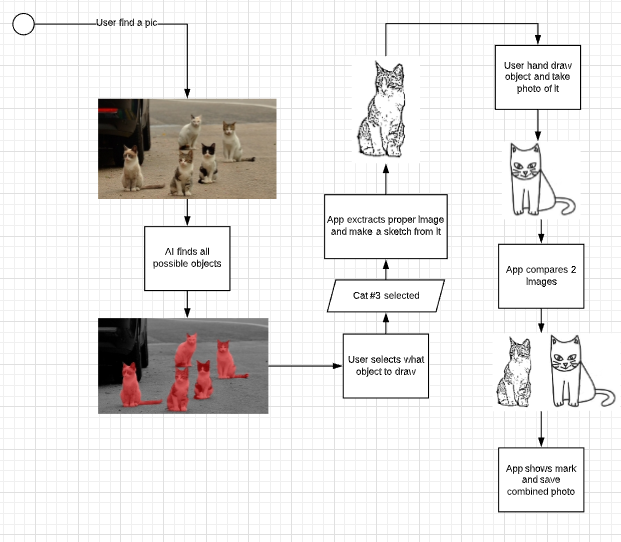 User find a pic
AI finds all
possible objects
User selects what
object to draw
Cat #3 selected
App exctracts proper image
and make a sketch from it
User hand draw
object and take
photo of it
App compares 2
images
App shows mark
and save
combined photo